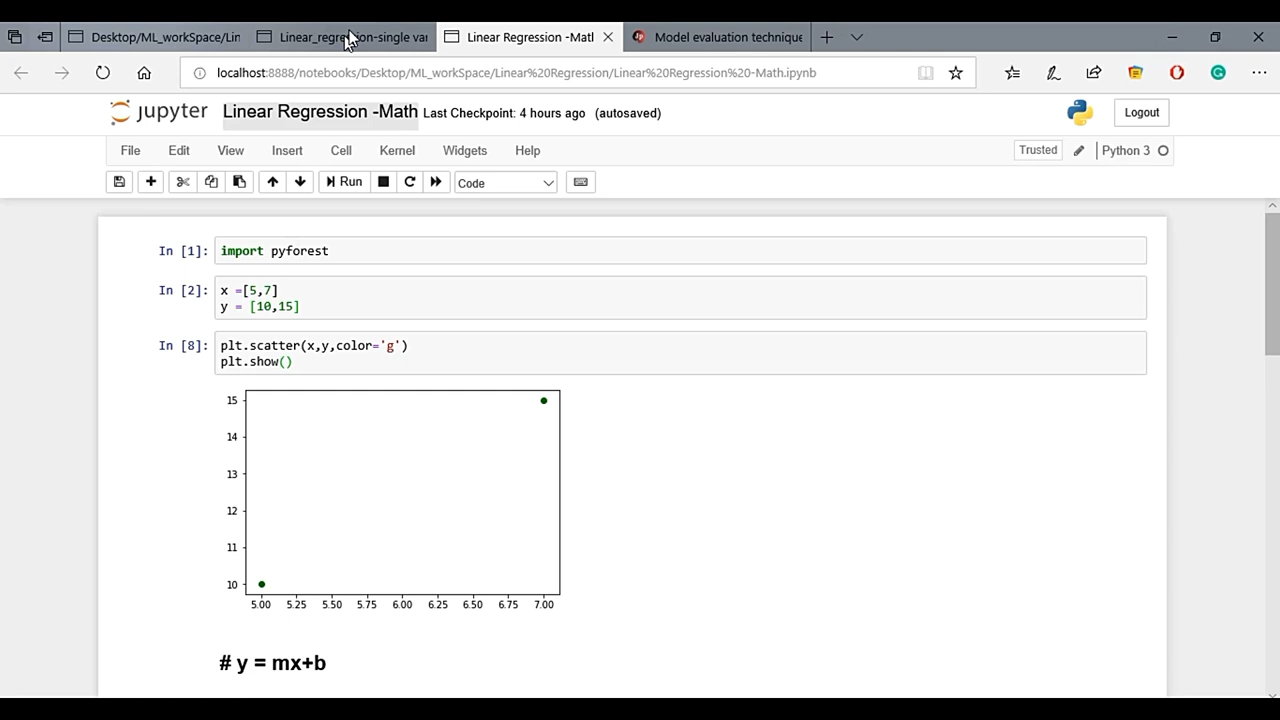 Desktop/ML_workSpace/Lin
Linear_regression-single var
Linear Regression -Math
Model evaluation technique
localhost:8888/notebooks/Desktop/ML_workSpace/Linear%20Regression/Linear%20Regression%20-Math.ipynb
jupyter Linear Regression -Math Last Checkpoint: 4 hours ago (autosaved)
Logout
File Edit View Insert Cell Kernel Widgets Help
Trusted Python 3
Run Code
In [1]: import pyforest
In [2]: x =[5,7]
y = [10,15]
In [8]: plt.scatter(x,y,color='g')
plt.show()
15
14
13
12
11
10
5.00 5.25 5.50 5.75 6.00 6.25 6.50 6.75 7.00
# y = mx+b